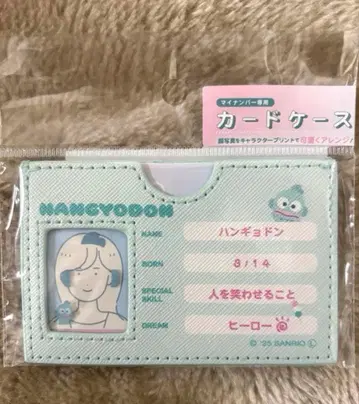 マイナンバー専用
カードケース
顔写真をキャラクタープリントで可愛くアレンジ♪
HANGYODON
NAME ハンギョドン
BORN 3/14
SPECIAL SKILL 人を笑わせること
DREAM ヒーロー
© '25 SANRIO Ⓛ